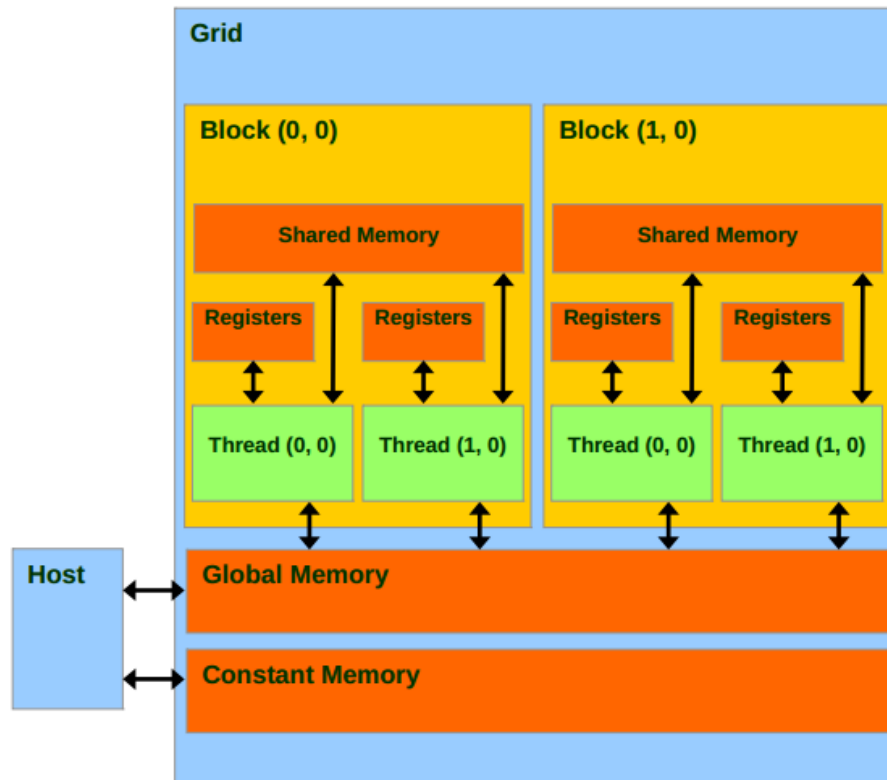 Grid
Block (0, 0)
Block (1, 0)
Shared Memory
Shared Memory
Registers
Registers
Registers
Registers
Thread (0, 0)
Thread (1, 0)
Thread (0, 0)
Thread (1, 0)
Host
Global Memory
Constant Memory